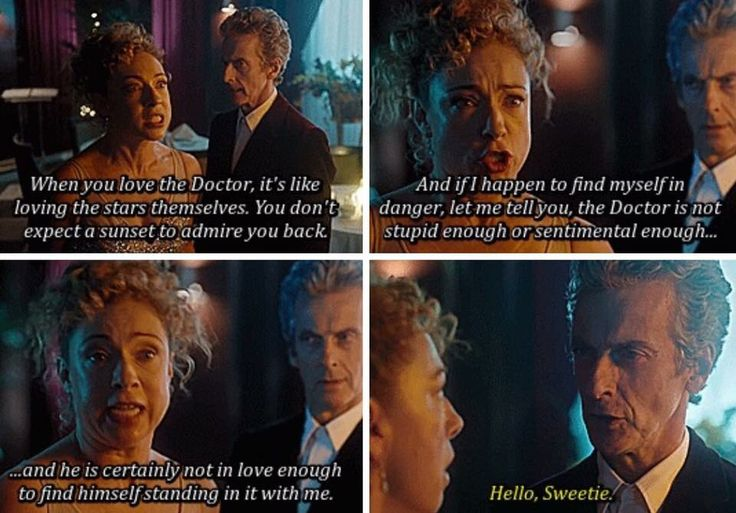 When you love the Doctor, it's like
loving the stars themselves. You don't
expect a sunset to admire you back.
And if I happen to find myself in
danger, let me tell you, the Doctor is not
stupid enough or sentimental enough...
...and he is certainly not in love enough
to find himself standing in it with me.
Hello, Sweetie.